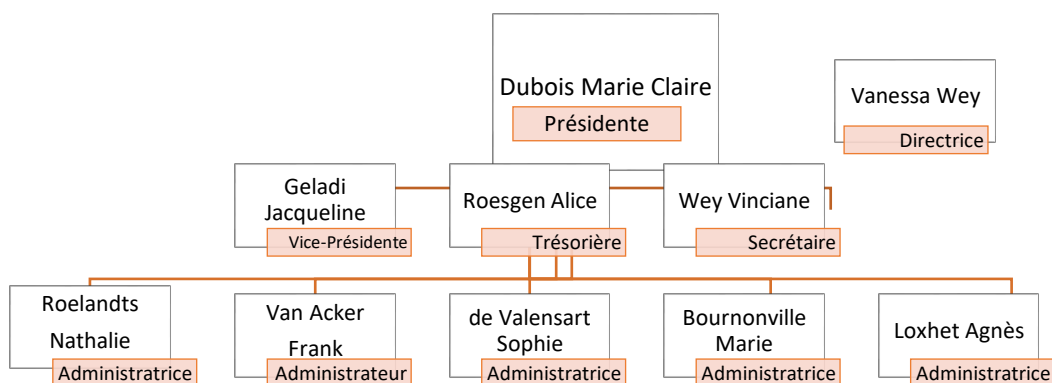 Dubois Marie Claire
Présidente
Vanessa Wey
Directrice
Geladi
Jacqueline
Vice-Présidente
Roesgen Alice
Trésorière
Wey Vinciane
Secrétaire
Roelandts
Nathalie
Administratrice
Van Acker
Frank
Administrateur
de Valensart
Sophie
Administratrice
Bournonville
Marie
Administratrice
Loxhet Agnès
Administratrice